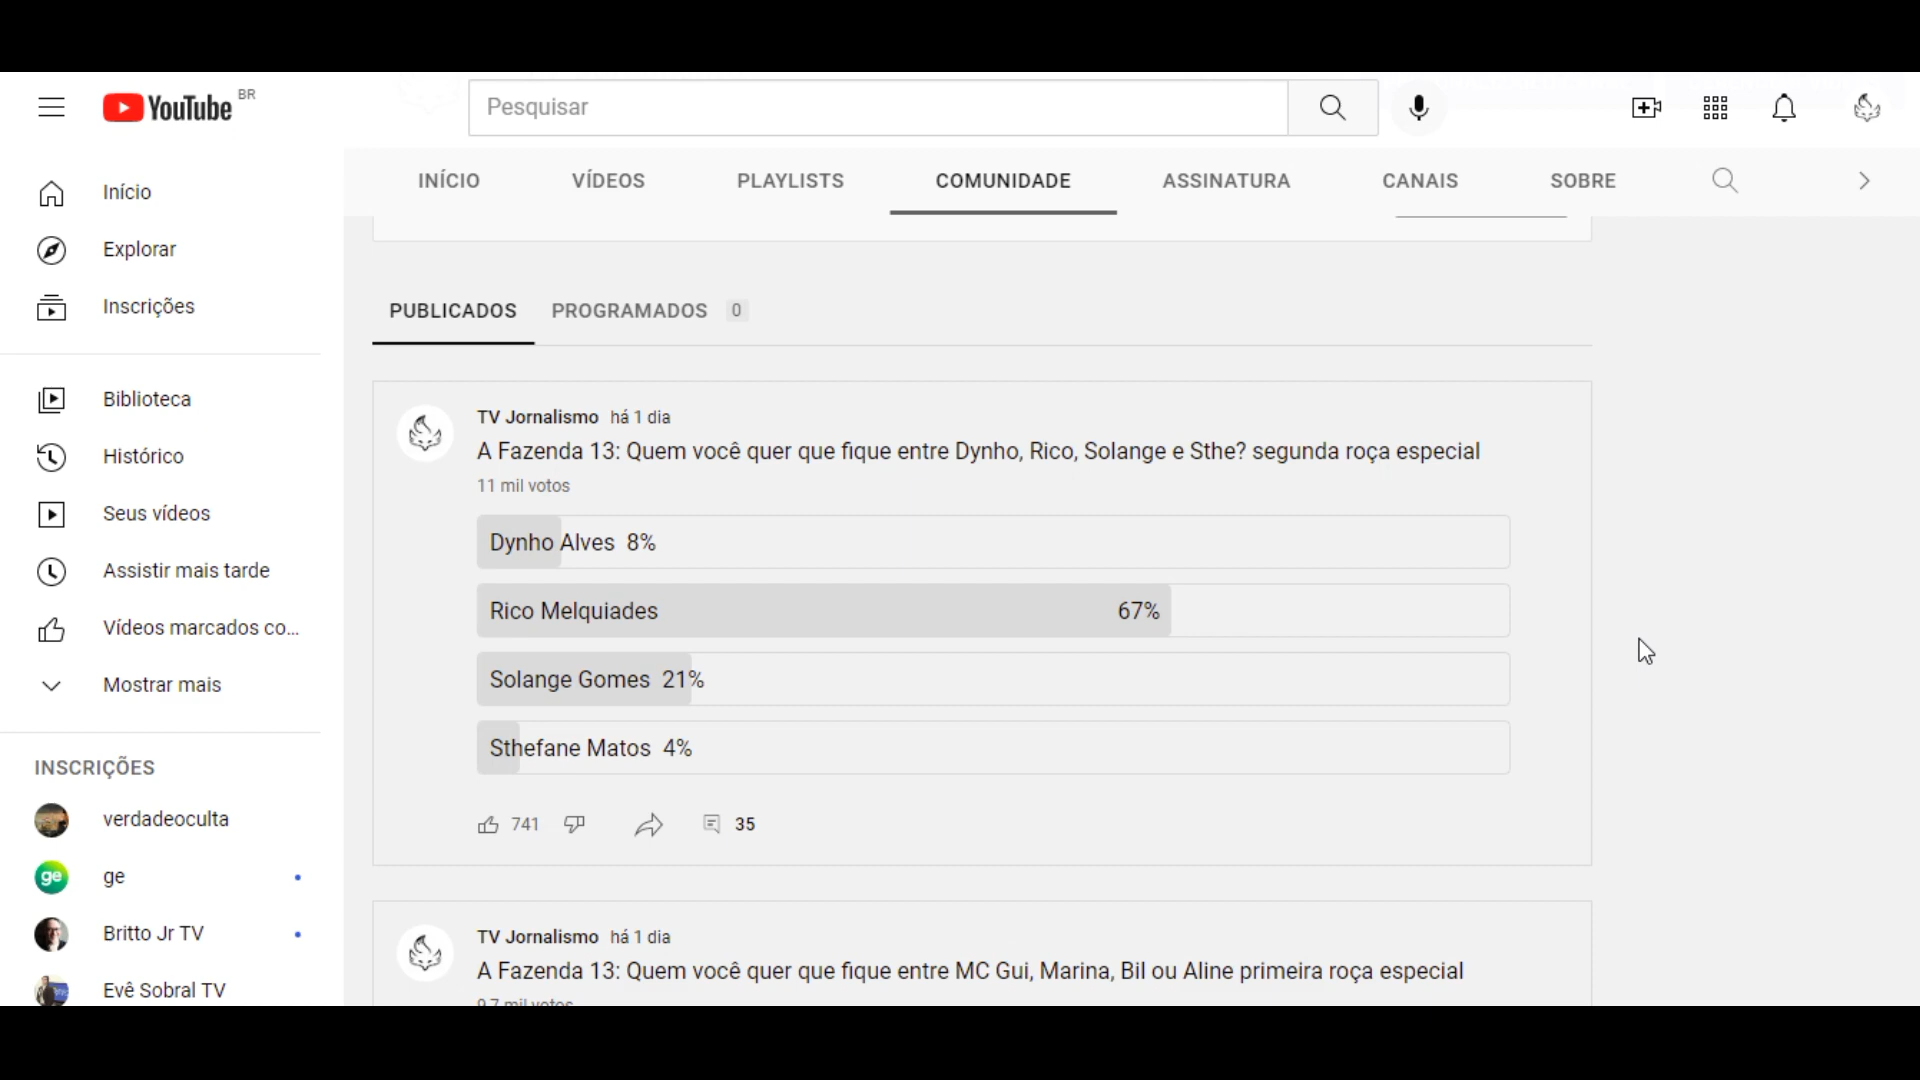 YouTube BR
Pesquisar
Início
Explorar
Inscrições
Biblioteca
Histórico
Seus vídeos
Assistir mais tarde
Vídeos marcados co...
Mostrar mais
INSCRIÇÕES
verdadeoculta
ge
ge
Britto Jr TV
Evê Sobral TV
INÍCIO VÍDEOS PLAYLISTS COMUNIDADE ASSINATURA CANAIS SOBRE
PUBLICADOS PROGRAMADOS 0
TV Jornalismo há 1 dia
A Fazenda 13: Quem você quer que fique entre Dynho, Rico, Solange e Sthe? segunda roça especial
11 mil votos
Dynho Alves 8%
Rico Melquiades 67%
Solange Gomes 21%
Sthefane Matos 4%
741 35
TV Jornalismo há 1 dia
A Fazenda 13: Quem você quer que fique entre MC Gui, Marina, Bil ou Aline primeira roça especial
9,7 mil votos